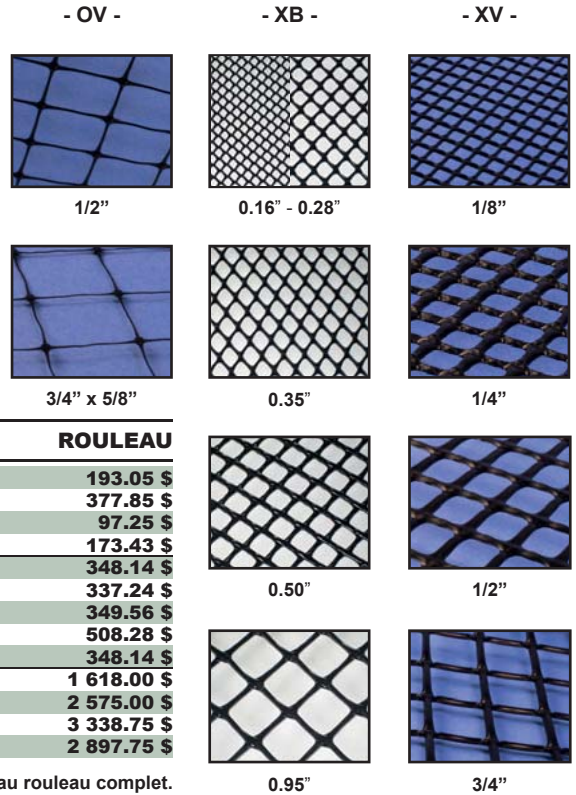 - OV -
- XB -
- XV -
1/2”
0.16” - 0.28”
1/8”
3/4” x 5/8”
0.35”
1/4”
ROULEAU
193.05 $
377.85 $
97.25 $
173.43 $
348.14 $
337.24 $
349.56 $
508.28 $
348.14 $
1 618.00 $
2 575.00 $
3 338.75 $
2 897.75 $
au rouleau complet.
0.50”
1/2”
0.95”
3/4”